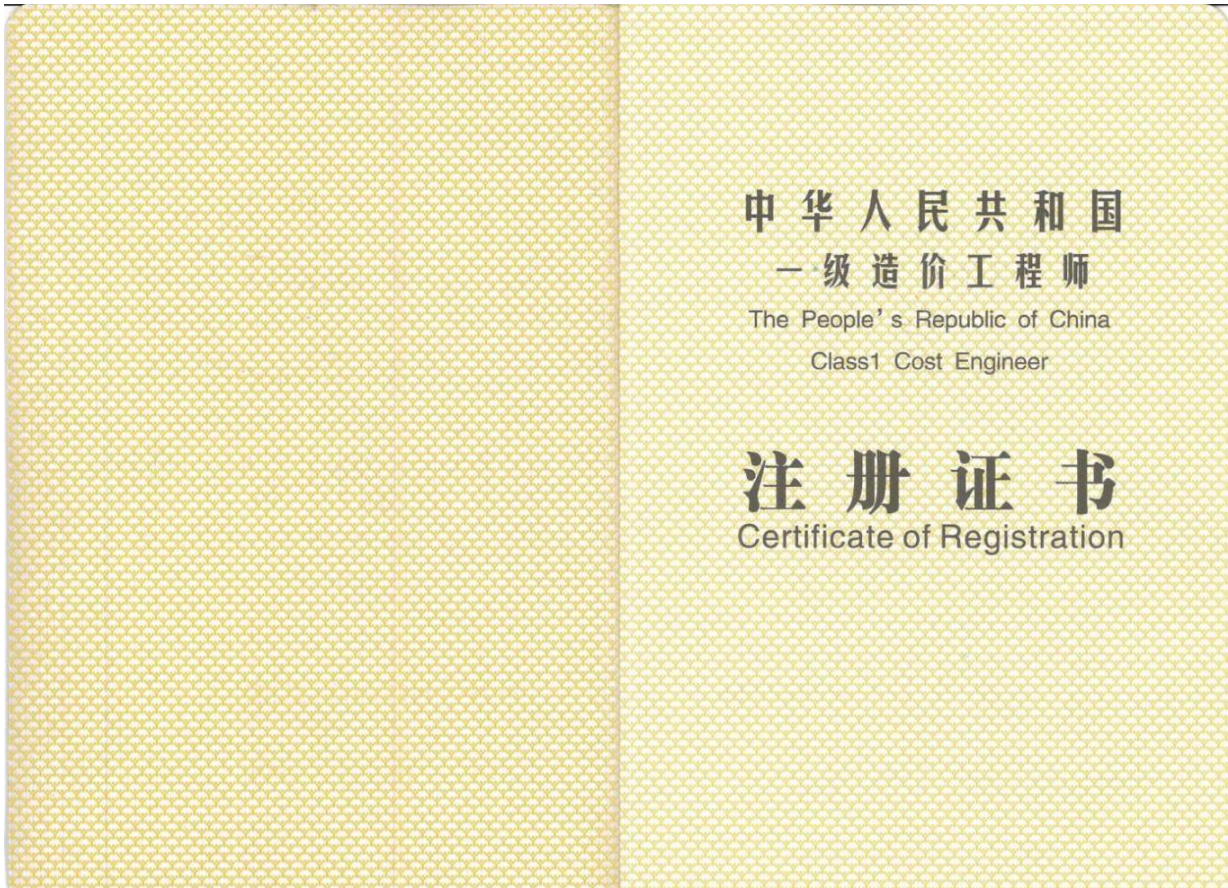 中华人民共和国
一级造价工程师
The People's Republic of China
Class1 Cost Engineer
注册证书
Certificate of Registration